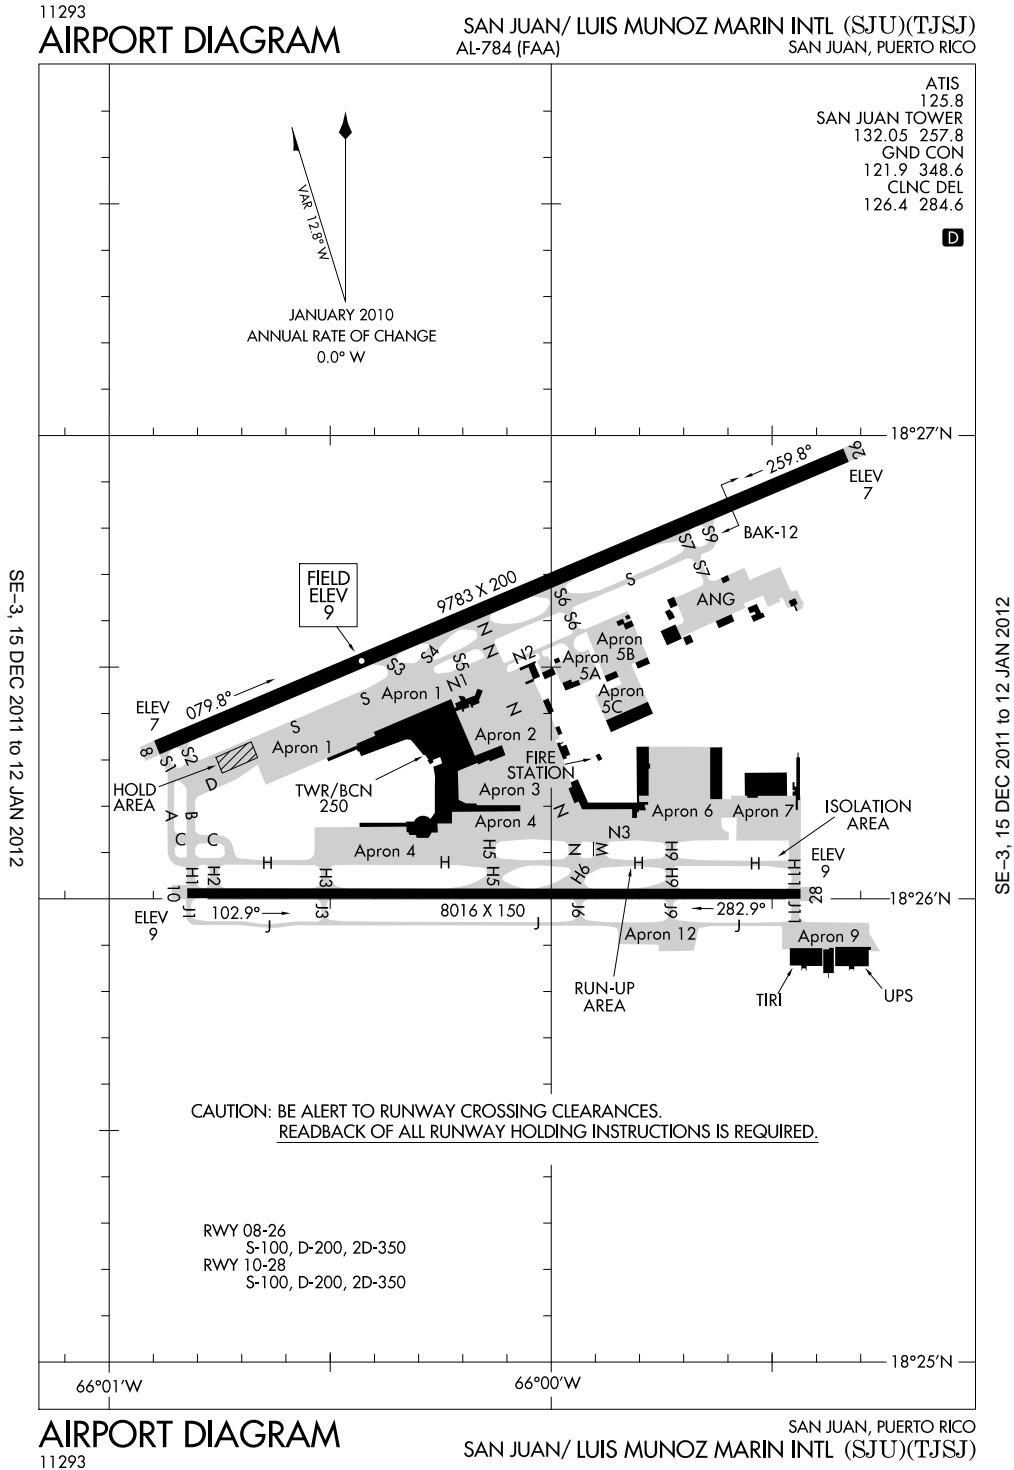 11293
AIRPORT DIAGRAM
SAN JUAN/ LUIS MUNOZ MARIN INTL (SJU)(TJSJ)
AL-784 (FAA)
SAN JUAN, PUERTO RICO
ATIS
125.8
SAN JUAN TOWER
132.05 257.8
GND CON
121.9 348.6
CLNC DEL
126.4 284.6
D
VAR 12.8° W
JANUARY 2010
ANNUAL RATE OF CHANGE
0.0° W
18°27'N
26
259.8°
ELEV
7
BAK-12
S9
S7
S7
S
ANG
FIELD
ELEV
9
9783 X 200
S6
S6
N
N
N2
S4
S3
S5
N1
Apron
5B
Apron
5A
Apron
5C
079.8°
S
S
Apron 1
Apron 1
ELEV
7
8
S1
S2
N
Apron 2
FIRE
STATION
HOLD
AREA
D
TWR/BCN
250
Apron 3
Apron 4
N
N3
Apron 6
Apron 7
ISOLATION
AREA
A
B
C
C
Apron 4
H
H
H5
N
M
H9
H
H
ELEV
9
H1
H2
H3
H5
H6
H9
H11
10
28
18°26'N
ELEV
9
J1
102.9°
J3
8016 X 150
J6
J9
282.9°
J11
J
J
J
Apron 12
Apron 9
RUN-UP
AREA
TIRI
UPS
CAUTION: BE ALERT TO RUNWAY CROSSING CLEARANCES.
READBACK OF ALL RUNWAY HOLDING INSTRUCTIONS IS REQUIRED.
RWY 08-26
S-100, D-200, 2D-350
RWY 10-28
S-100, D-200, 2D-350
18°25'N
66°01'W
66°00'W
SE-3, 15 DEC 2011 to 12 JAN 2012
SE-3, 15 DEC 2011 to 12 JAN 2012
AIRPORT DIAGRAM
11293
SAN JUAN, PUERTO RICO
SAN JUAN/ LUIS MUNOZ MARIN INTL (SJU)(TJSJ)